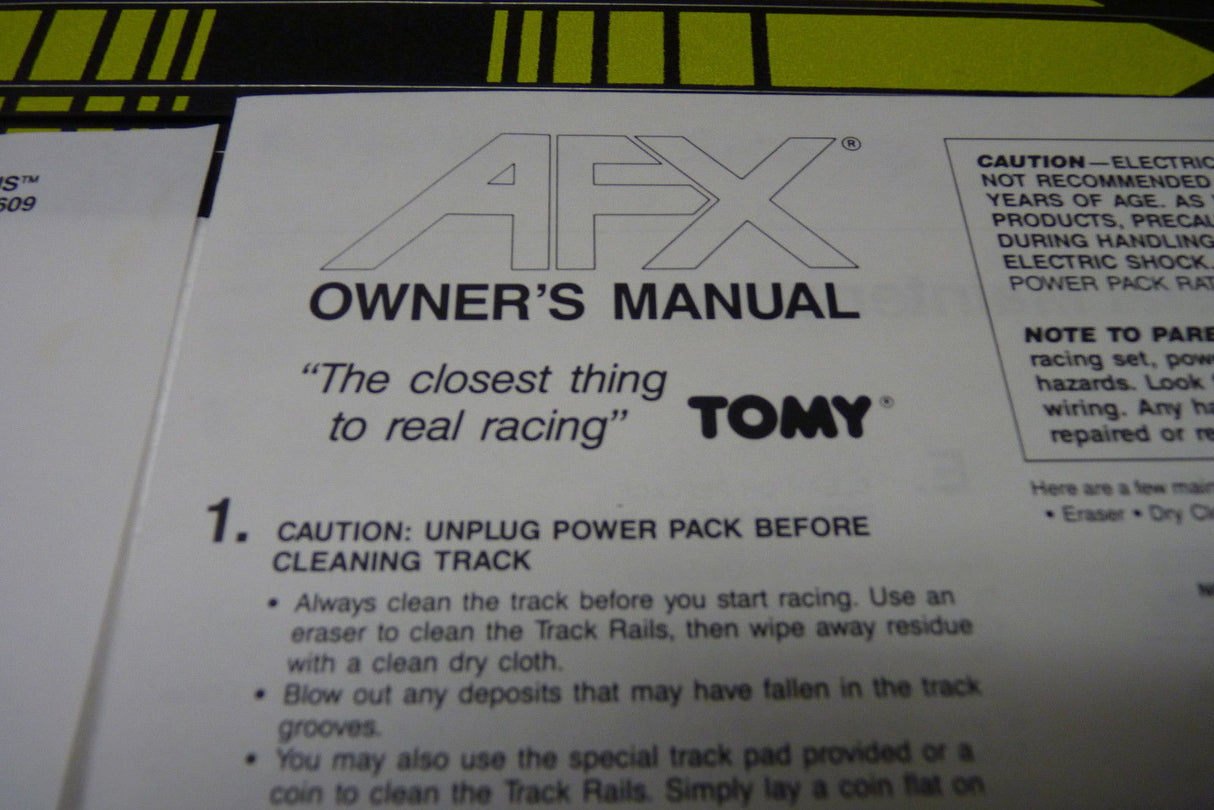 AFX®
OWNER'S MANUAL
"The closest thing
to real racing"
TOMY®
1. CAUTION: UNPLUG POWER PACK BEFORE
CLEANING TRACK
• Always clean the track before you start racing. Use an
eraser to clean the Track Rails, then wipe away residue
with a clean dry cloth.
• Blow out any deposits that may have fallen in the track
grooves.
• You may also use the special track pad provided or a
coin to clean the Track Rails. Simply lay a coin flat on
CAUTION—ELECTRIC
NOT RECOMMENDED
YEARS OF AGE. AS
PRODUCTS, PRECAU
DURING HANDLING
ELECTRIC SHOCK.
POWER PACK RAT
NOTE TO PARE
racing set, pow
hazards. Look
wiring. Any ha
repaired or re
Here are a few main
• Eraser • Dry Cl
S™
609